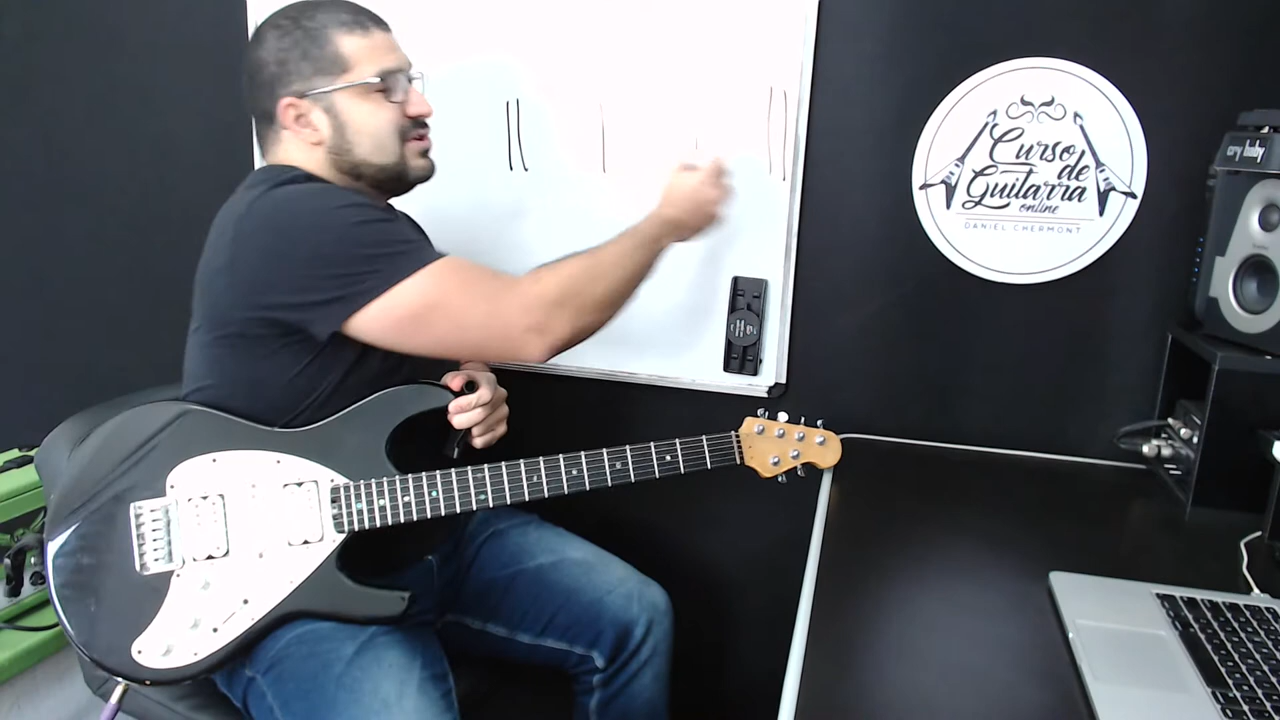 Curso
de
Guitarra
online
DANIEL CHERMONT
cry baby